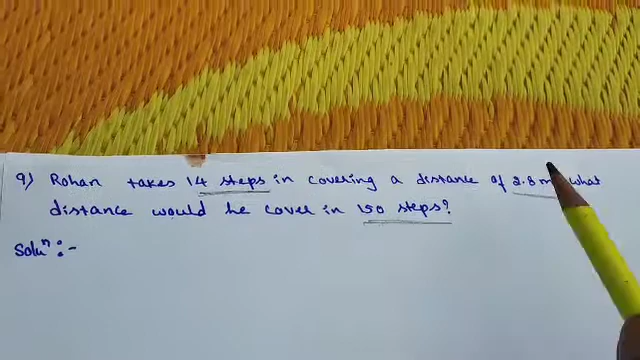 9) Rohan takes 14 steps in covering a distance of 2.8 m, what
distance would he cover in 150 steps?
Soluⁿ :-